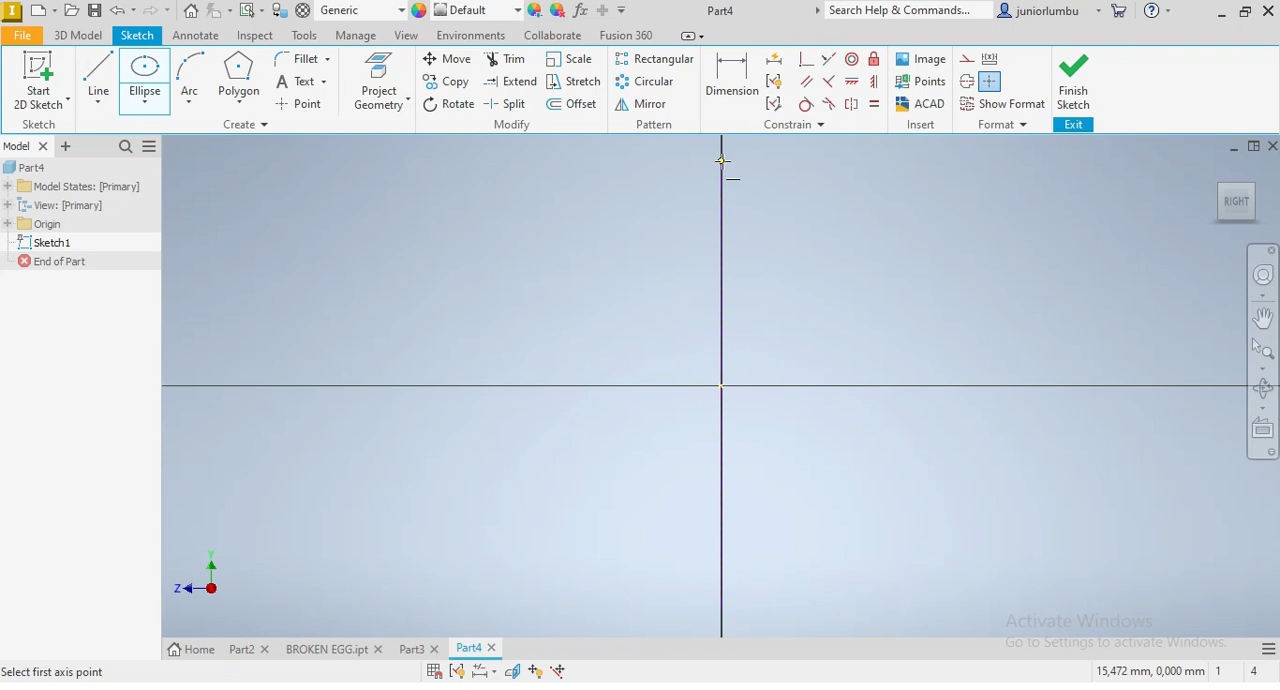 Generic Default fx Part4 Search Help & Commands... juniorlumbu
File 3D Model Sketch Annotate Inspect Tools Manage View Environments Collaborate Fusion 360
Start
2D Sketch
Line
Ellipse
Arc
Polygon
Fillet
Text
Point
Project
Geometry
Move
Copy
Rotate
Trim
Extend
Split
Scale
Stretch
Offset
Rectangular
Circular
Mirror
Dimension
Image
Points
ACAD
Show Format
Finish
Sketch
Sketch Create Modify Pattern Constrain Insert Format Exit
Model
Part4
Model States: [Primary]
View: [Primary]
Origin
Sketch1
End of Part
RIGHT
Y
Z
Activate Windows
Go to Settings to activate Windows.
Home Part2 BROKEN EGG.ipt Part3 Part4
Select first axis point 15,472 mm, 0,000 mm 1 4